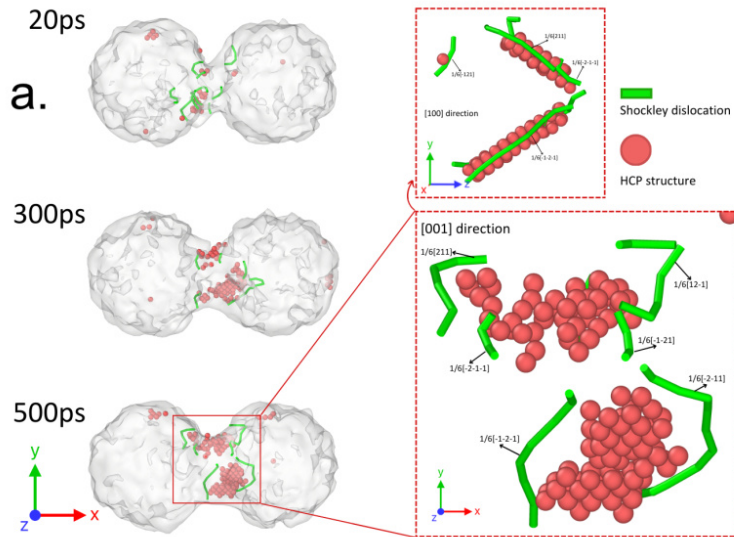 20ps
a.
300ps
500ps
y
z
x
1/6[211]
1/6[-2-1-1]
1/6[-121]
[100] direction
1/6[-1-2-1]
y
x
z
Shockley dislocation
HCP structure
[001] direction
1/6[211]
1/6[12-1]
1/6[-2-1-1]
1/6[-1-21]
1/6[-2-11]
1/6[-1-2-1]
y
z
x